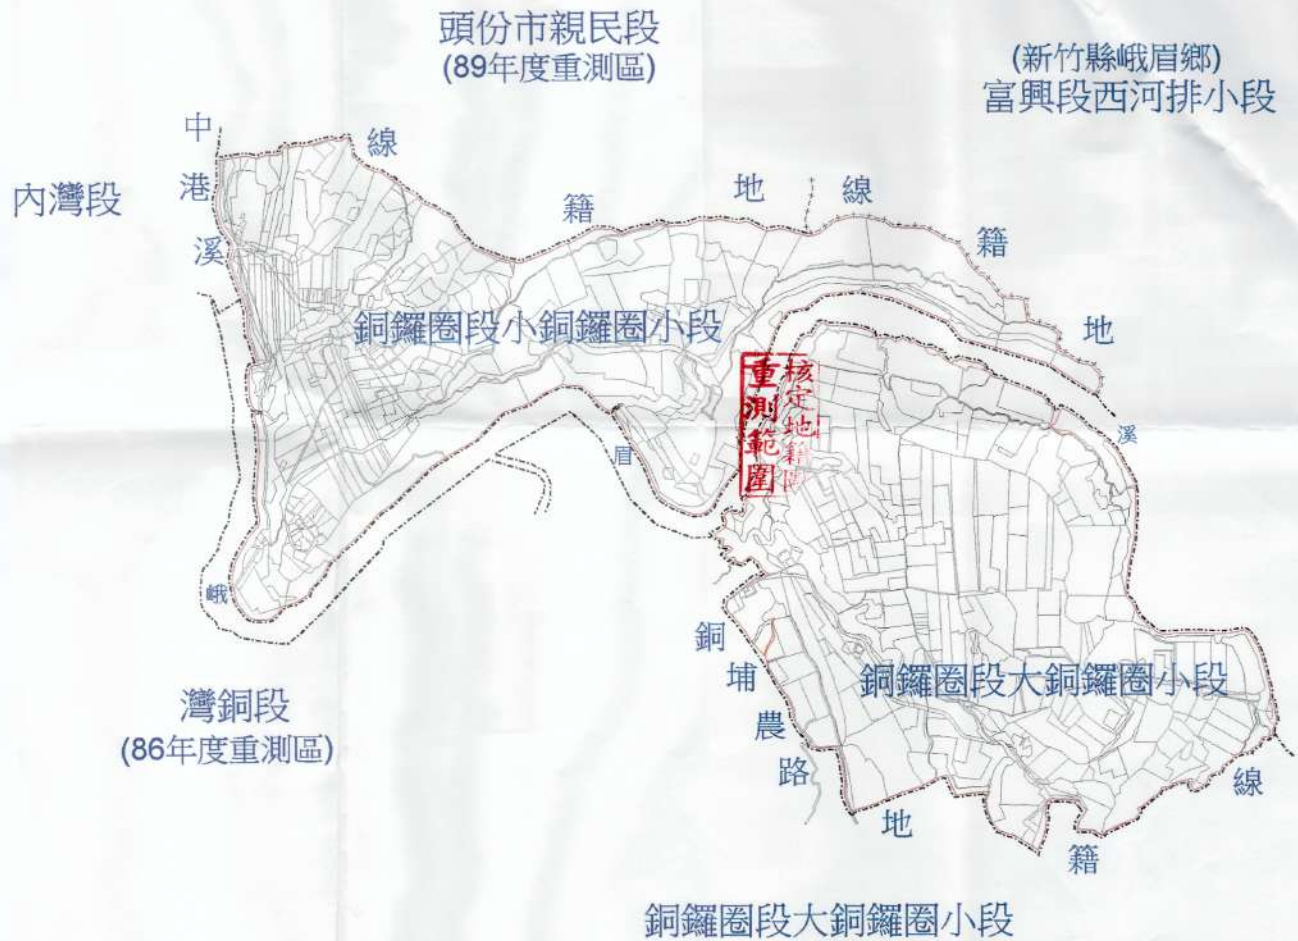 頭份市親民段
(89年度重測區)
(新竹縣峨眉鄉)
富興段西河排小段
內灣段
中港溪
線籍地線籍地
銅鑼圈段小銅鑼圈小段
核定地籍圖
重測範圍
峨眉溪
銅鑼圈段大銅鑼圈小段
銅埔農路
地籍線
灣銅段
(86年度重測區)
銅鑼圈段大銅鑼圈小段